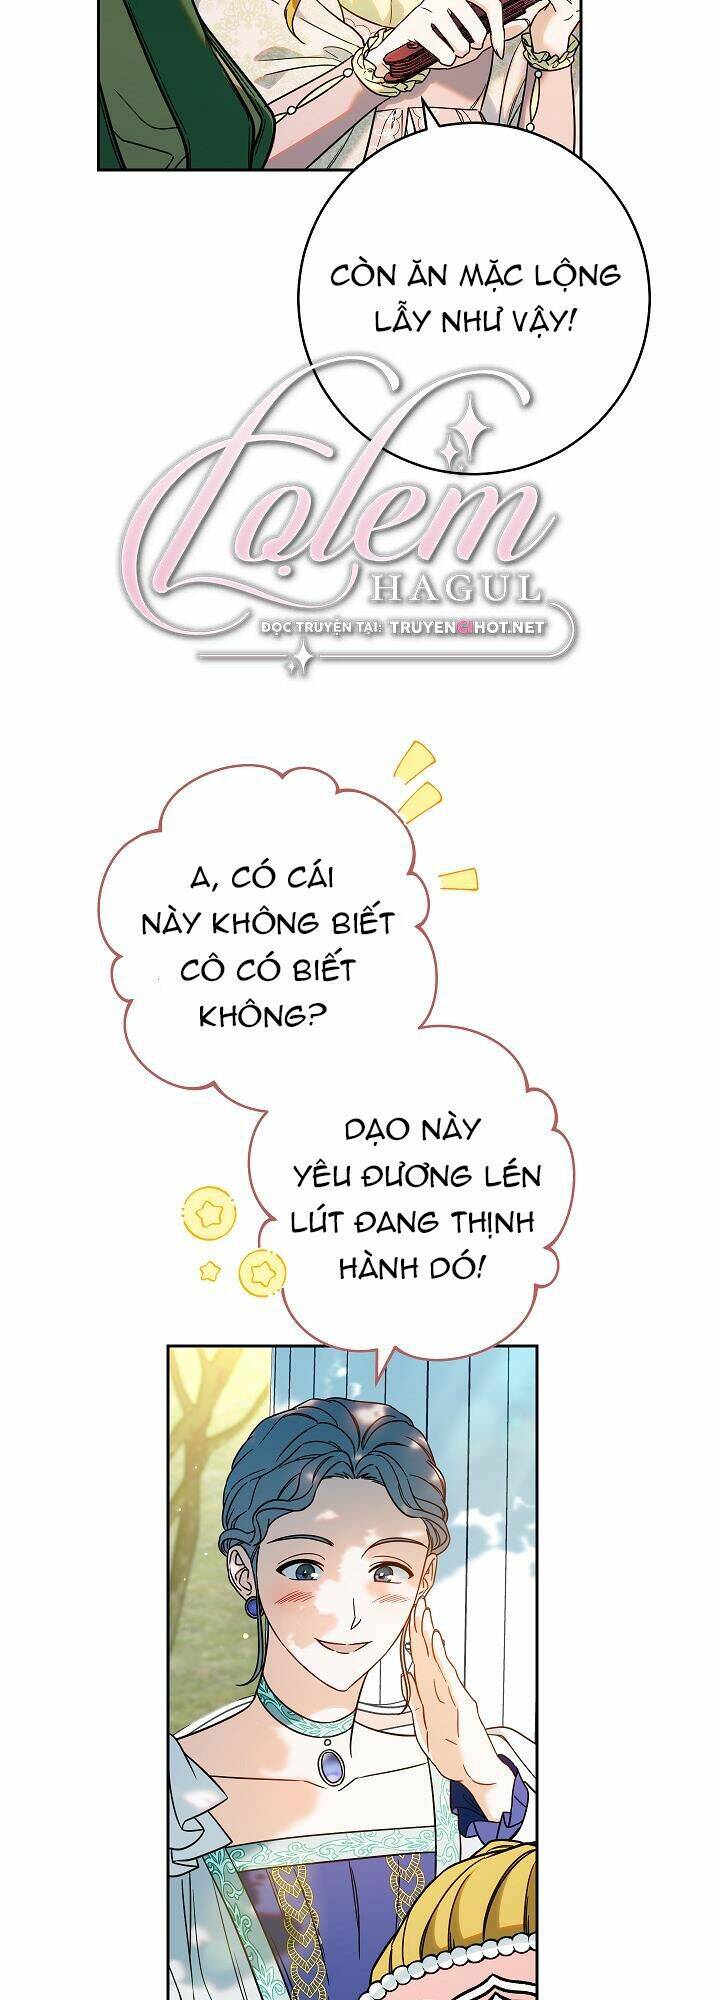 CÒN ĂN MẶC LỘNG
LẪY NHƯ VẬY!
Lọlem
HAGUL
ĐỌC TRUYỆN TẠI: TRUYENGIHOT.NET
A, CÓ CÁI
NÀY KHÔNG BIẾT
CÔ CÓ BIẾT
KHÔNG?
DẠO NÀY
YÊU ĐƯƠNG LÉN
LÚT ĐANG THỊNH
HÀNH DÓ!